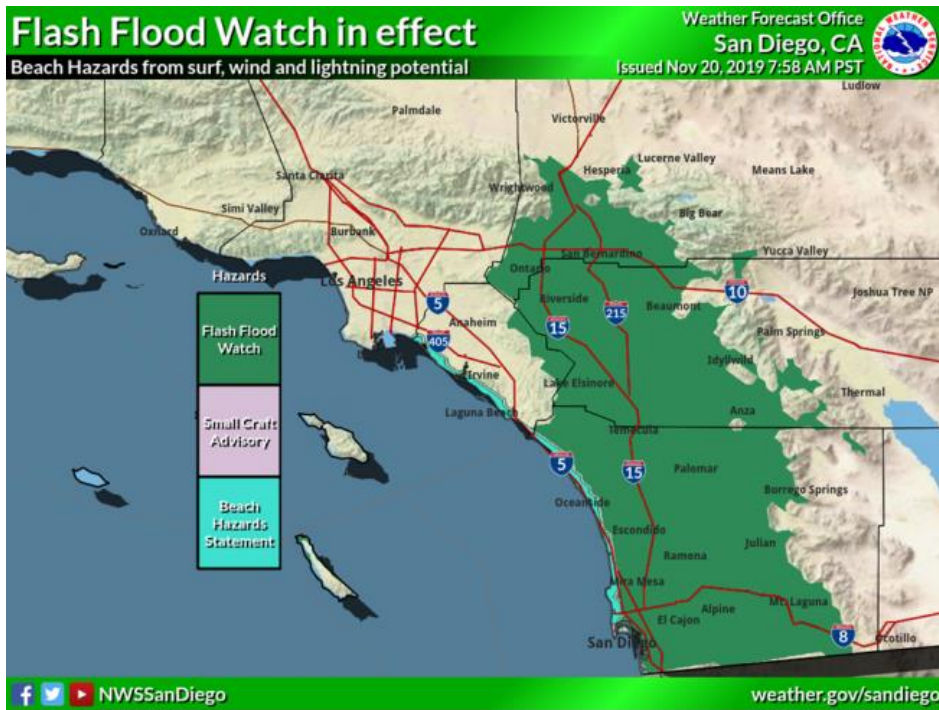 Flash Flood Watch in effect
Beach Hazards from surf, wind and lightning potential
Weather Forecast Office
San Diego, CA
Issued Nov 20, 2019 7:58 AM PST
NATIONAL WEATHER SERVICE
Ludlow
Palmdale
Victorville
Lucerne Valley
Hesperia
Means Lake
Santa Clarita
Wrightwood
Simi Valley
Big Bear
Oxnard
Burbank
San Bernardino
Yucca Valley
Hazards
Ontario
Los Angeles
Joshua Tree NP
10
5
Riverside
Beaumont
215
15
Anaheim
Palm Springs
405
Flash Flood
Watch
Idyllwild
Irvine
Lake Elsinore
Thermal
Laguna Beach
Anza
Small Craft
Advisory
Temecula
5
15
Palomar
Borrego Springs
Oceanside
Beach
Hazards
Statement
Escondido
Julian
Ramona
Mira Mesa
Mt. Laguna
Alpine
El Cajon
8
Ocotillo
San Diego
NWSSanDiego
weather.gov/sandiego